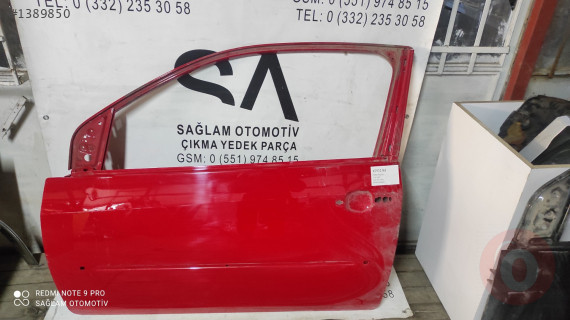 #1389850
TEL: 0 (332) 235 30 58
GSM: 0 (551) 974 85 15
TEL: 0 (332) 235 30 58
SA
SAĞLAM OTOMOTİV
ÇIKMA YEDEK PARÇA
GSM: 0 (551) 974 85 15
58
REDMI NOTE 9 PRO
SAĞLAM OTOMOTİV